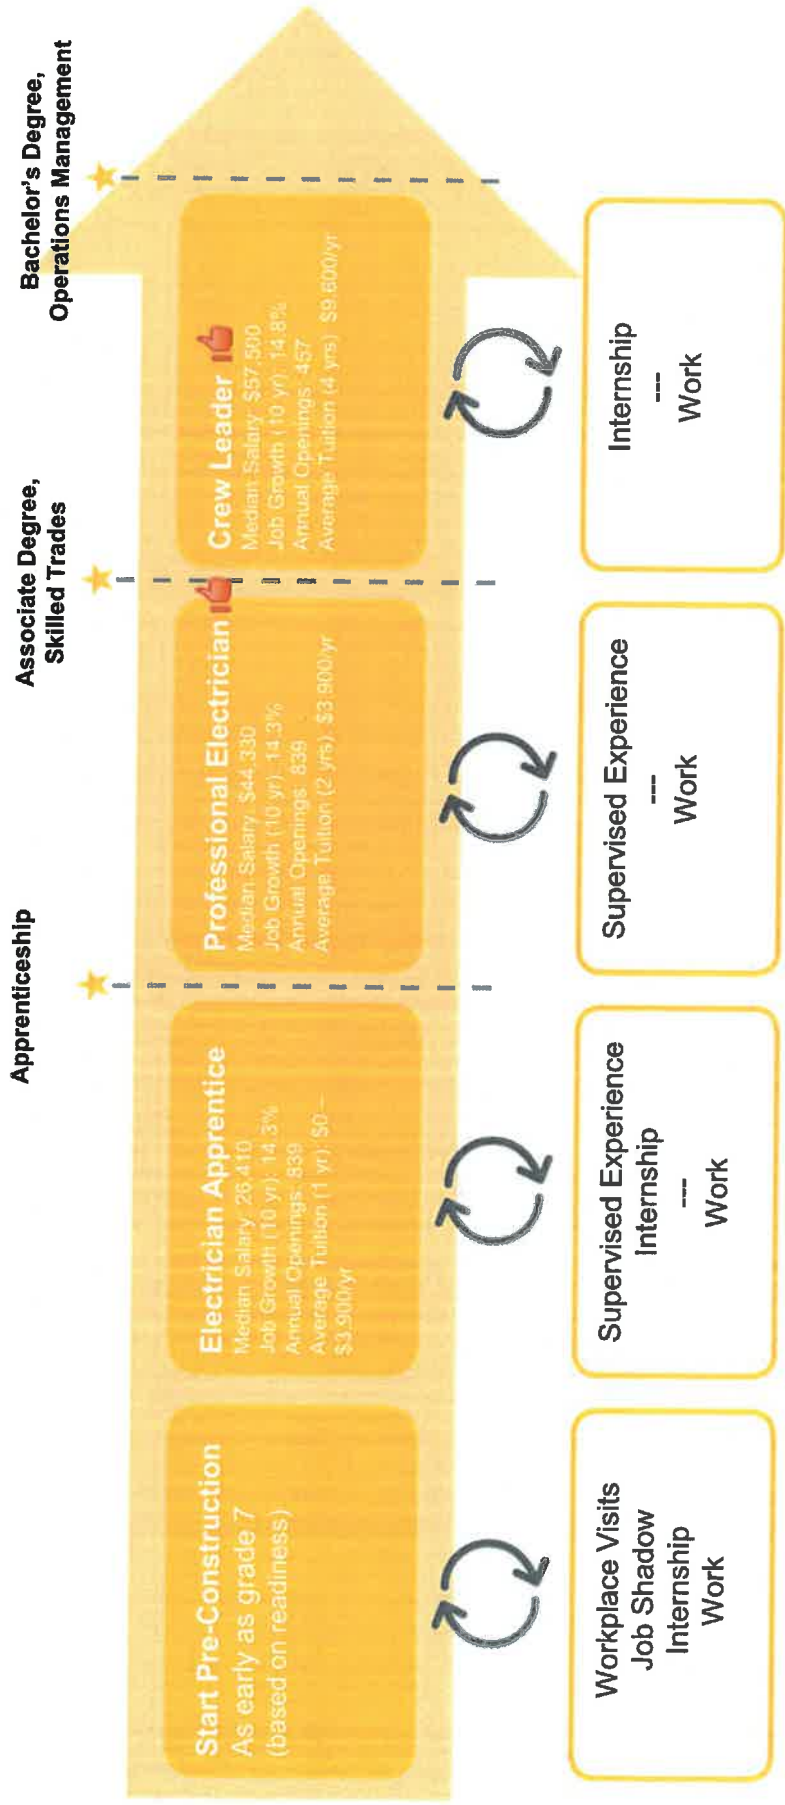 Apprenticeship
Associate Degree,
Skilled Trades
Bachelor's Degree,
Operations Management
Start Pre-Construction
As early as grade 7
(based on readiness)
Electrician Apprentice
Median Salary 26,410
Job Growth (10 yr): 14.3%
Annual Openings: 839
Average Tuition (1 yr): $0 –
$3,900/yr
Professional Electrician
Median Salary $44,330
Job Growth (10 yr) 14.3%
Annual Openings 839
Average Tuition (2 yrs), $3,900/yr
Crew Leader
Median Salary $57,500
Job Growth (10 yr) 14.8%
Annual Openings 457
Average Tuition (4 yrs) $9,600/yr
Workplace Visits
Job Shadow
Internship
Work
Supervised Experience
Internship
---
Work
Supervised Experience
---
Work
Internship
---
Work